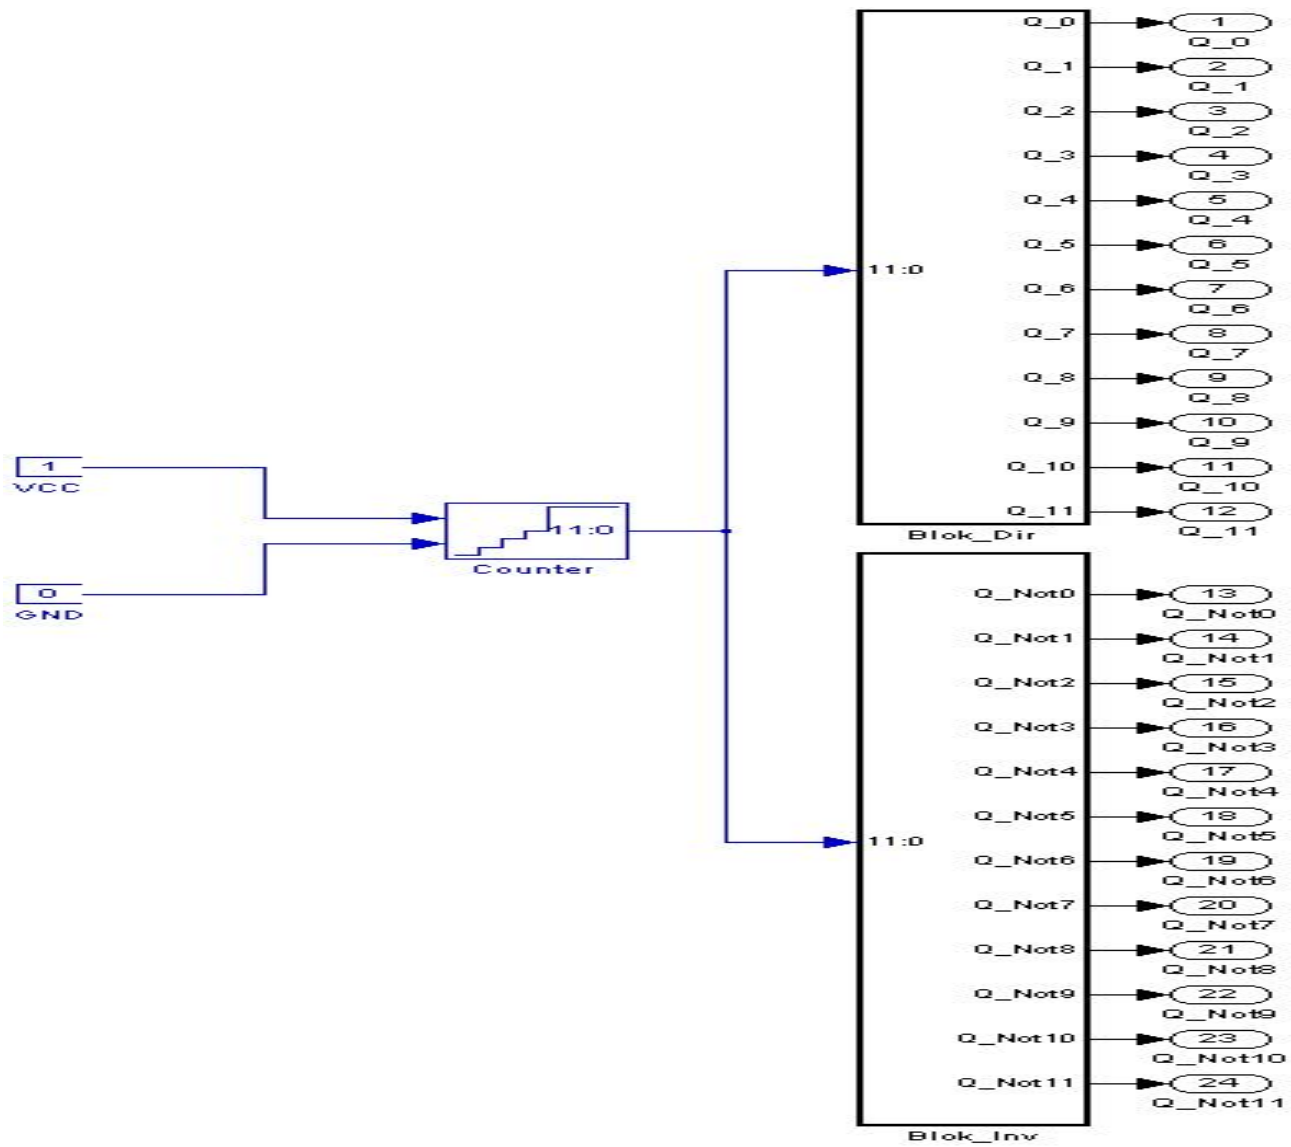 1
VCC
0
GND
11:0
Counter
11:0
Q_0
Q_1
Q_2
Q_3
Q_4
Q_5
Q_6
Q_7
Q_8
Q_9
Q_10
Q_11
Blok_Dir
1
Q_0
2
Q_1
3
Q_2
4
Q_3
5
Q_4
6
Q_5
7
Q_6
8
Q_7
9
Q_8
10
Q_9
11
Q_10
12
Q_11
11:0
Q_Not0
Q_Not1
Q_Not2
Q_Not3
Q_Not4
Q_Not5
Q_Not6
Q_Not7
Q_Not8
Q_Not9
Q_Not10
Q_Not11
Blok_Inv
13
Q_Not0
14
Q_Not1
15
Q_Not2
16
Q_Not3
17
Q_Not4
18
Q_Not5
19
Q_Not6
20
Q_Not7
21
Q_Not8
22
Q_Not9
23
Q_Not10
24
Q_Not11